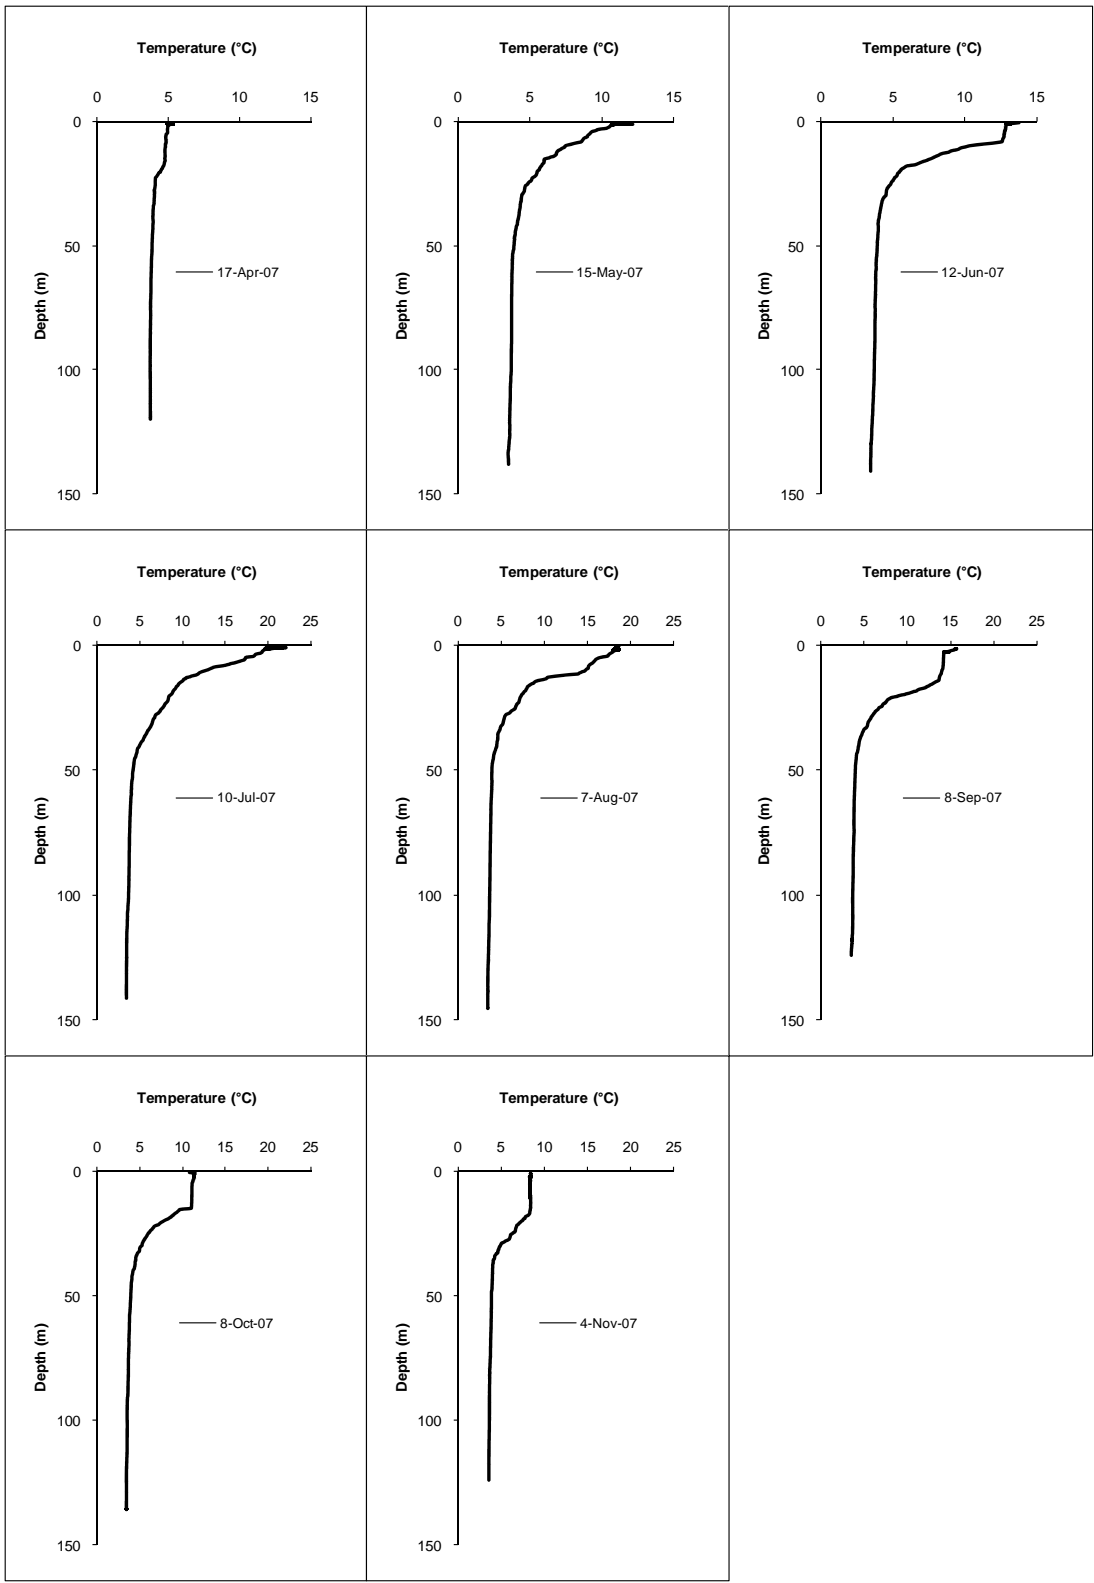 Temperature (°C)
0 5 10 15
0
50
100
150
Depth (m)
17-Apr-07
Temperature (°C)
0 5 10 15
0
50
100
150
Depth (m)
15-May-07
Temperature (°C)
0 5 10 15
0
50
100
150
Depth (m)
12-Jun-07
Temperature (°C)
0 5 10 15 20 25
0
50
100
150
Depth (m)
10-Jul-07
Temperature (°C)
0 5 10 15 20 25
0
50
100
150
Depth (m)
7-Aug-07
Temperature (°C)
0 5 10 15 20 25
0
50
100
150
Depth (m)
8-Sep-07
Temperature (°C)
0 5 10 15 20 25
0
50
100
150
Depth (m)
8-Oct-07
Temperature (°C)
0 5 10 15 20 25
0
50
100
150
Depth (m)
4-Nov-07